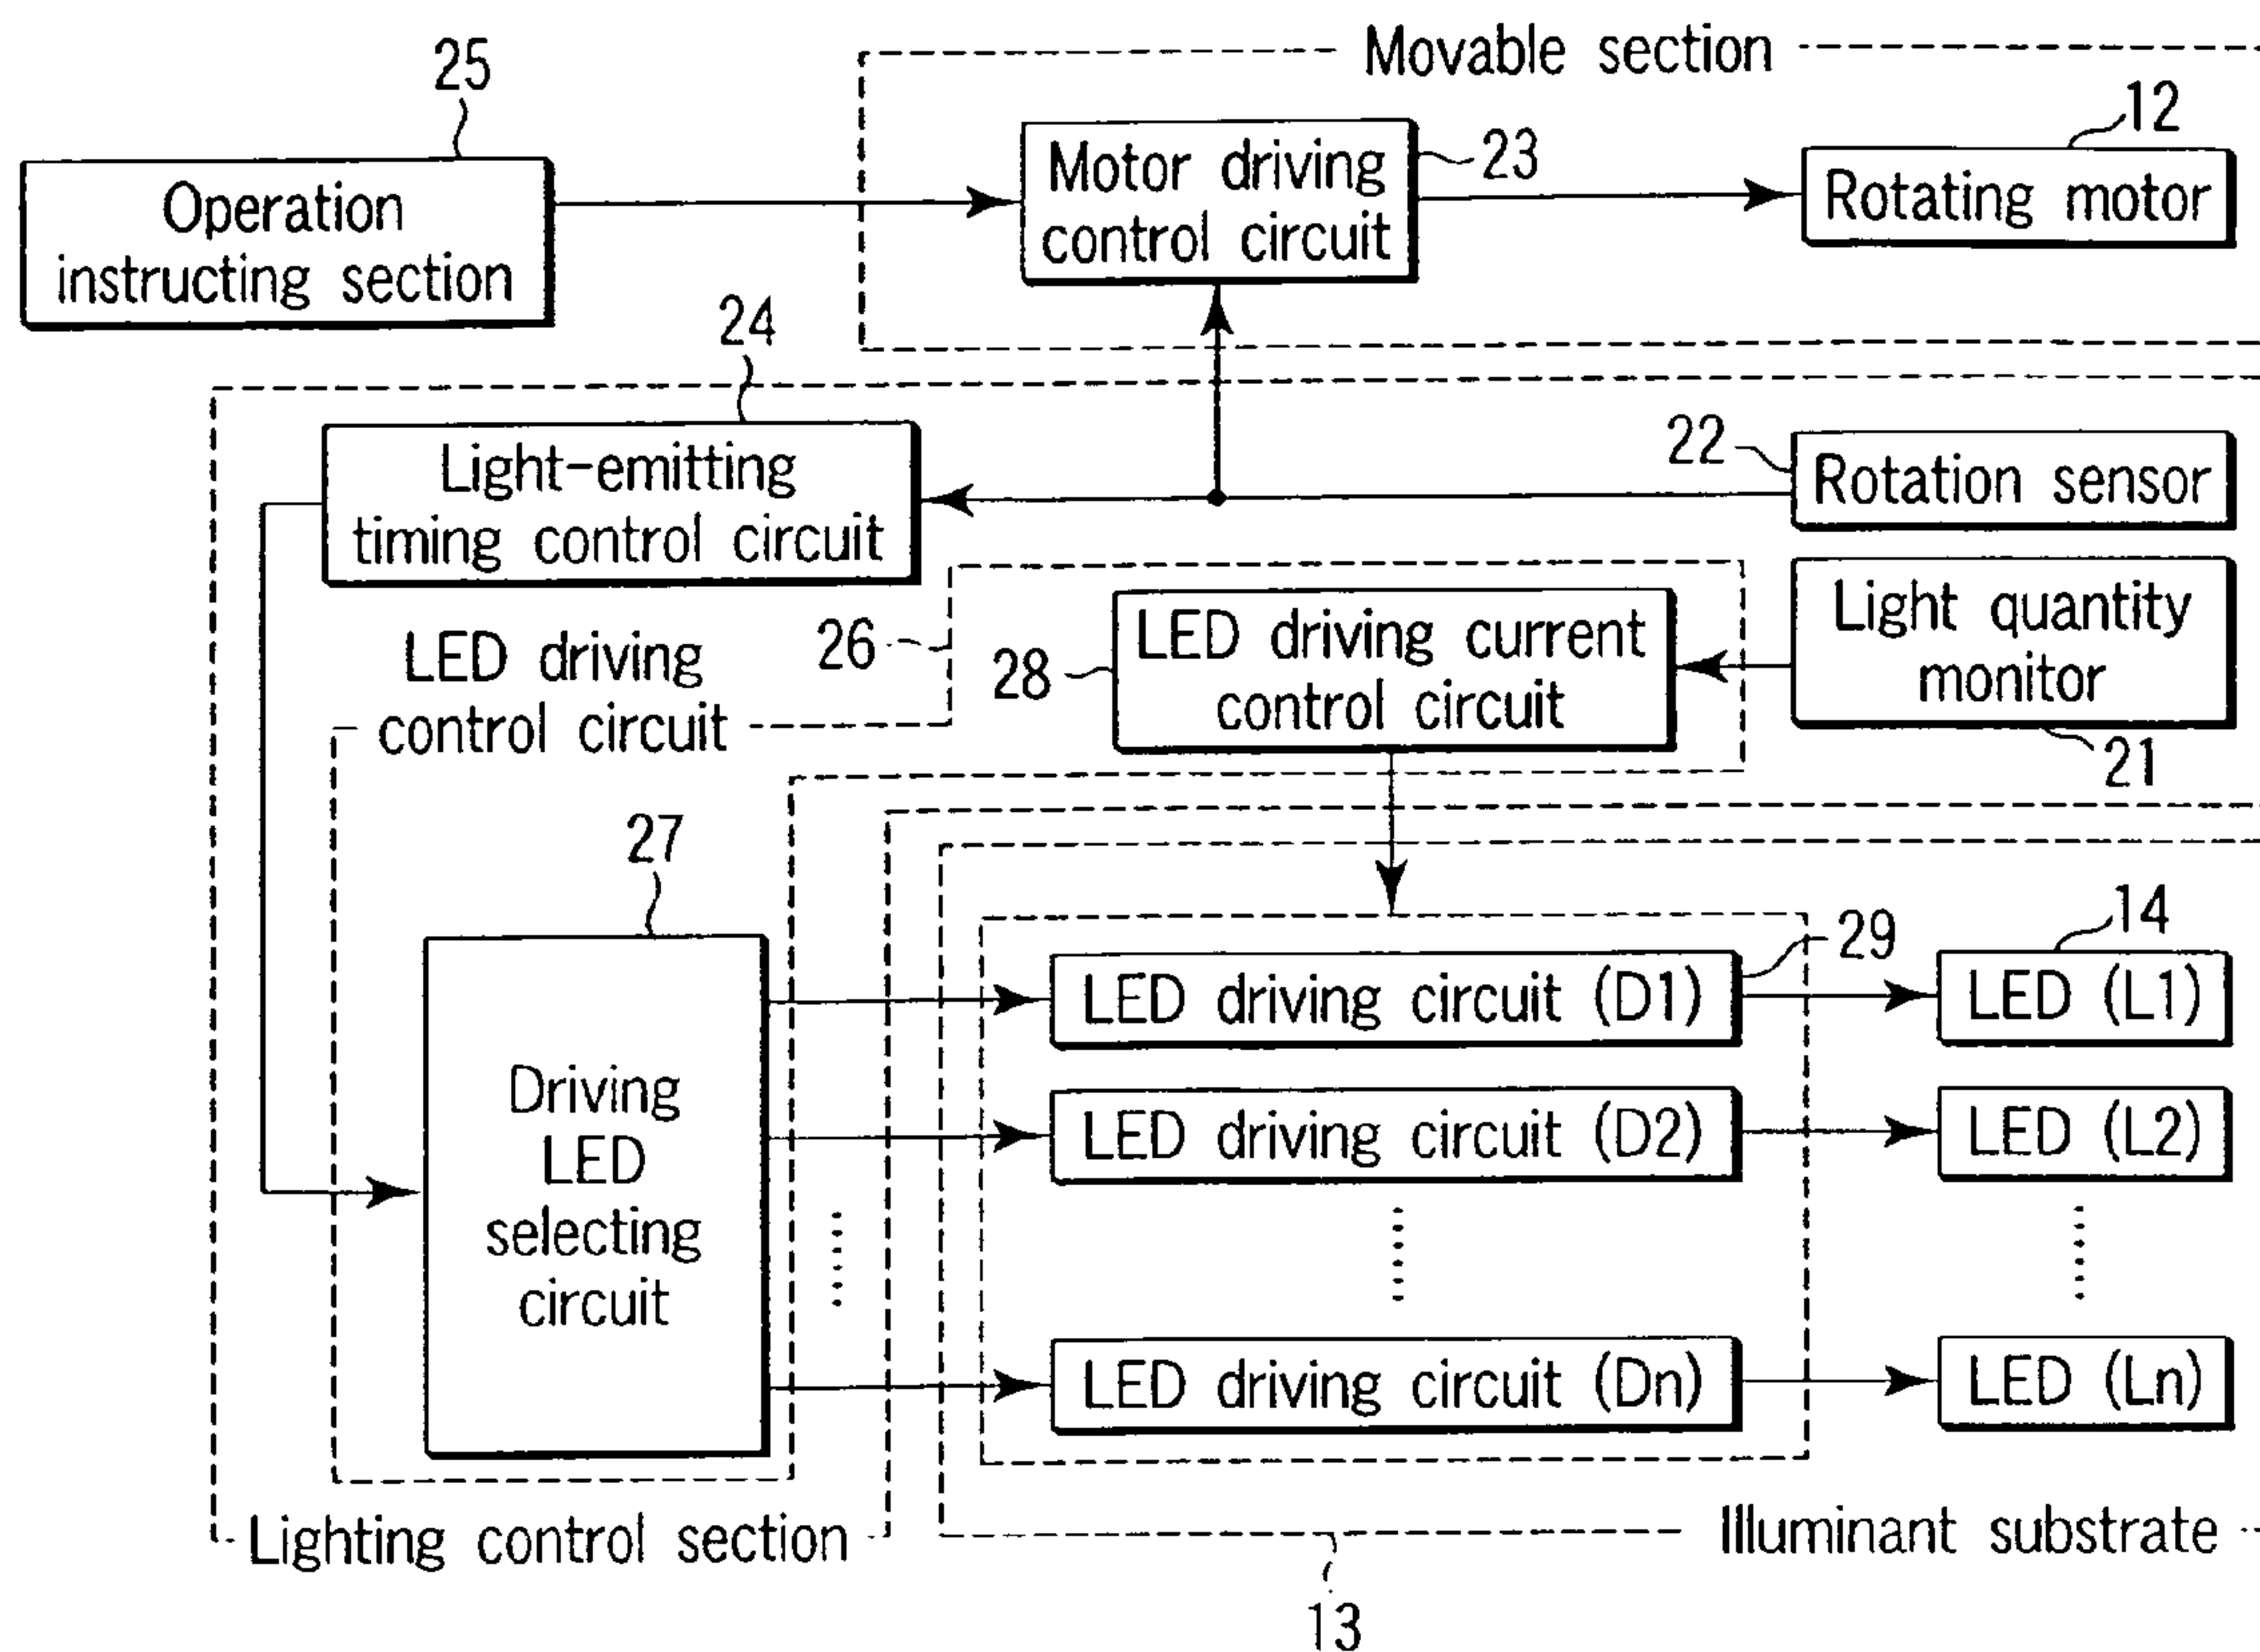 Movable section
25
12
Operation
instructing section
Motor driving
control circuit
23
Rotating motor
24
Light-emitting
timing control circuit
22
Rotation sensor
LED driving
control circuit
26
28
LED driving current
control circuit
Light quantity
monitor
21
27
Driving
LED
selecting
circuit
29
14
LED driving circuit (D1)
LED (L1)
LED driving circuit (D2)
LED (L2)
LED driving circuit (Dn)
LED (Ln)
Lighting control section
Illuminant substrate
13